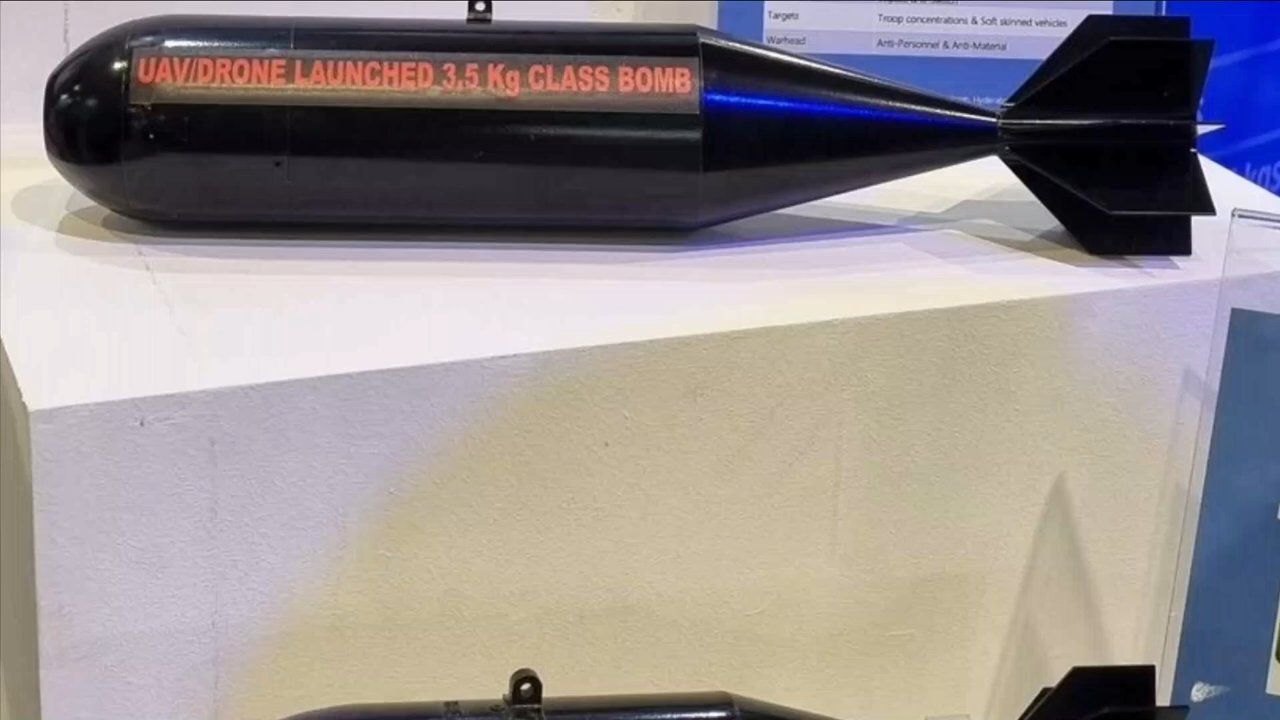 Targets Troop concentrations & Soft skinned vehicles
Warhead Anti-Personnel & Anti-Material
UAV/DRONE LAUNCHED 3.5 Kg CLASS BOMB